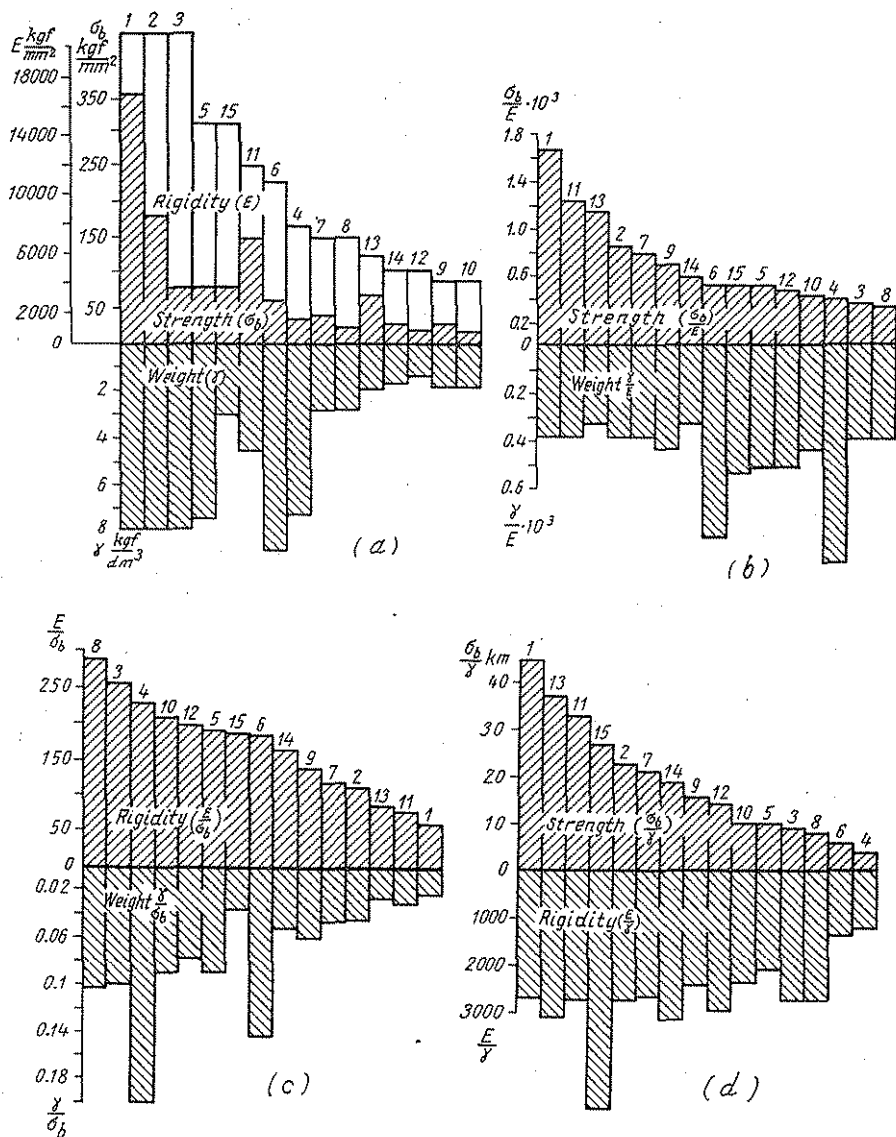 E kgf/mm² σb kgf/mm²
1 2 3 5 15 11 6 4 7 8 13 14 12 9 10
18000
14000
10000
6000
2000
0
350
250
150
50
Rigidity (E)
Strength (σb)
Weight (γ)
2
4
6
8
γ kgf/dm³
(a)
σb/E · 10³
1.8
1.4
1.0
0.6
0.2
0
1 11 13 2 7 9 14 6 15 5 12 10 4 3 8
Strength (σb/E)
Weight γ/E
0.2
0.4
0.6
γ/E · 10³
(b)
E/σb
250
150
50
0
8 3 4 10 12 5 15 6 14 9 7 2 13 11 1
Rigidity (E/σb)
Weight γ/σb
0.02
0.06
0.1
0.14
0.18
γ/σb
(c)
σb/γ km
40
30
20
10
0
1 13 11 15 2 7 14 9 12 10 5 3 8 6 4
Strength (σb/γ)
Rigidity (E/γ)
1000
2000
3000
E/γ
(d)